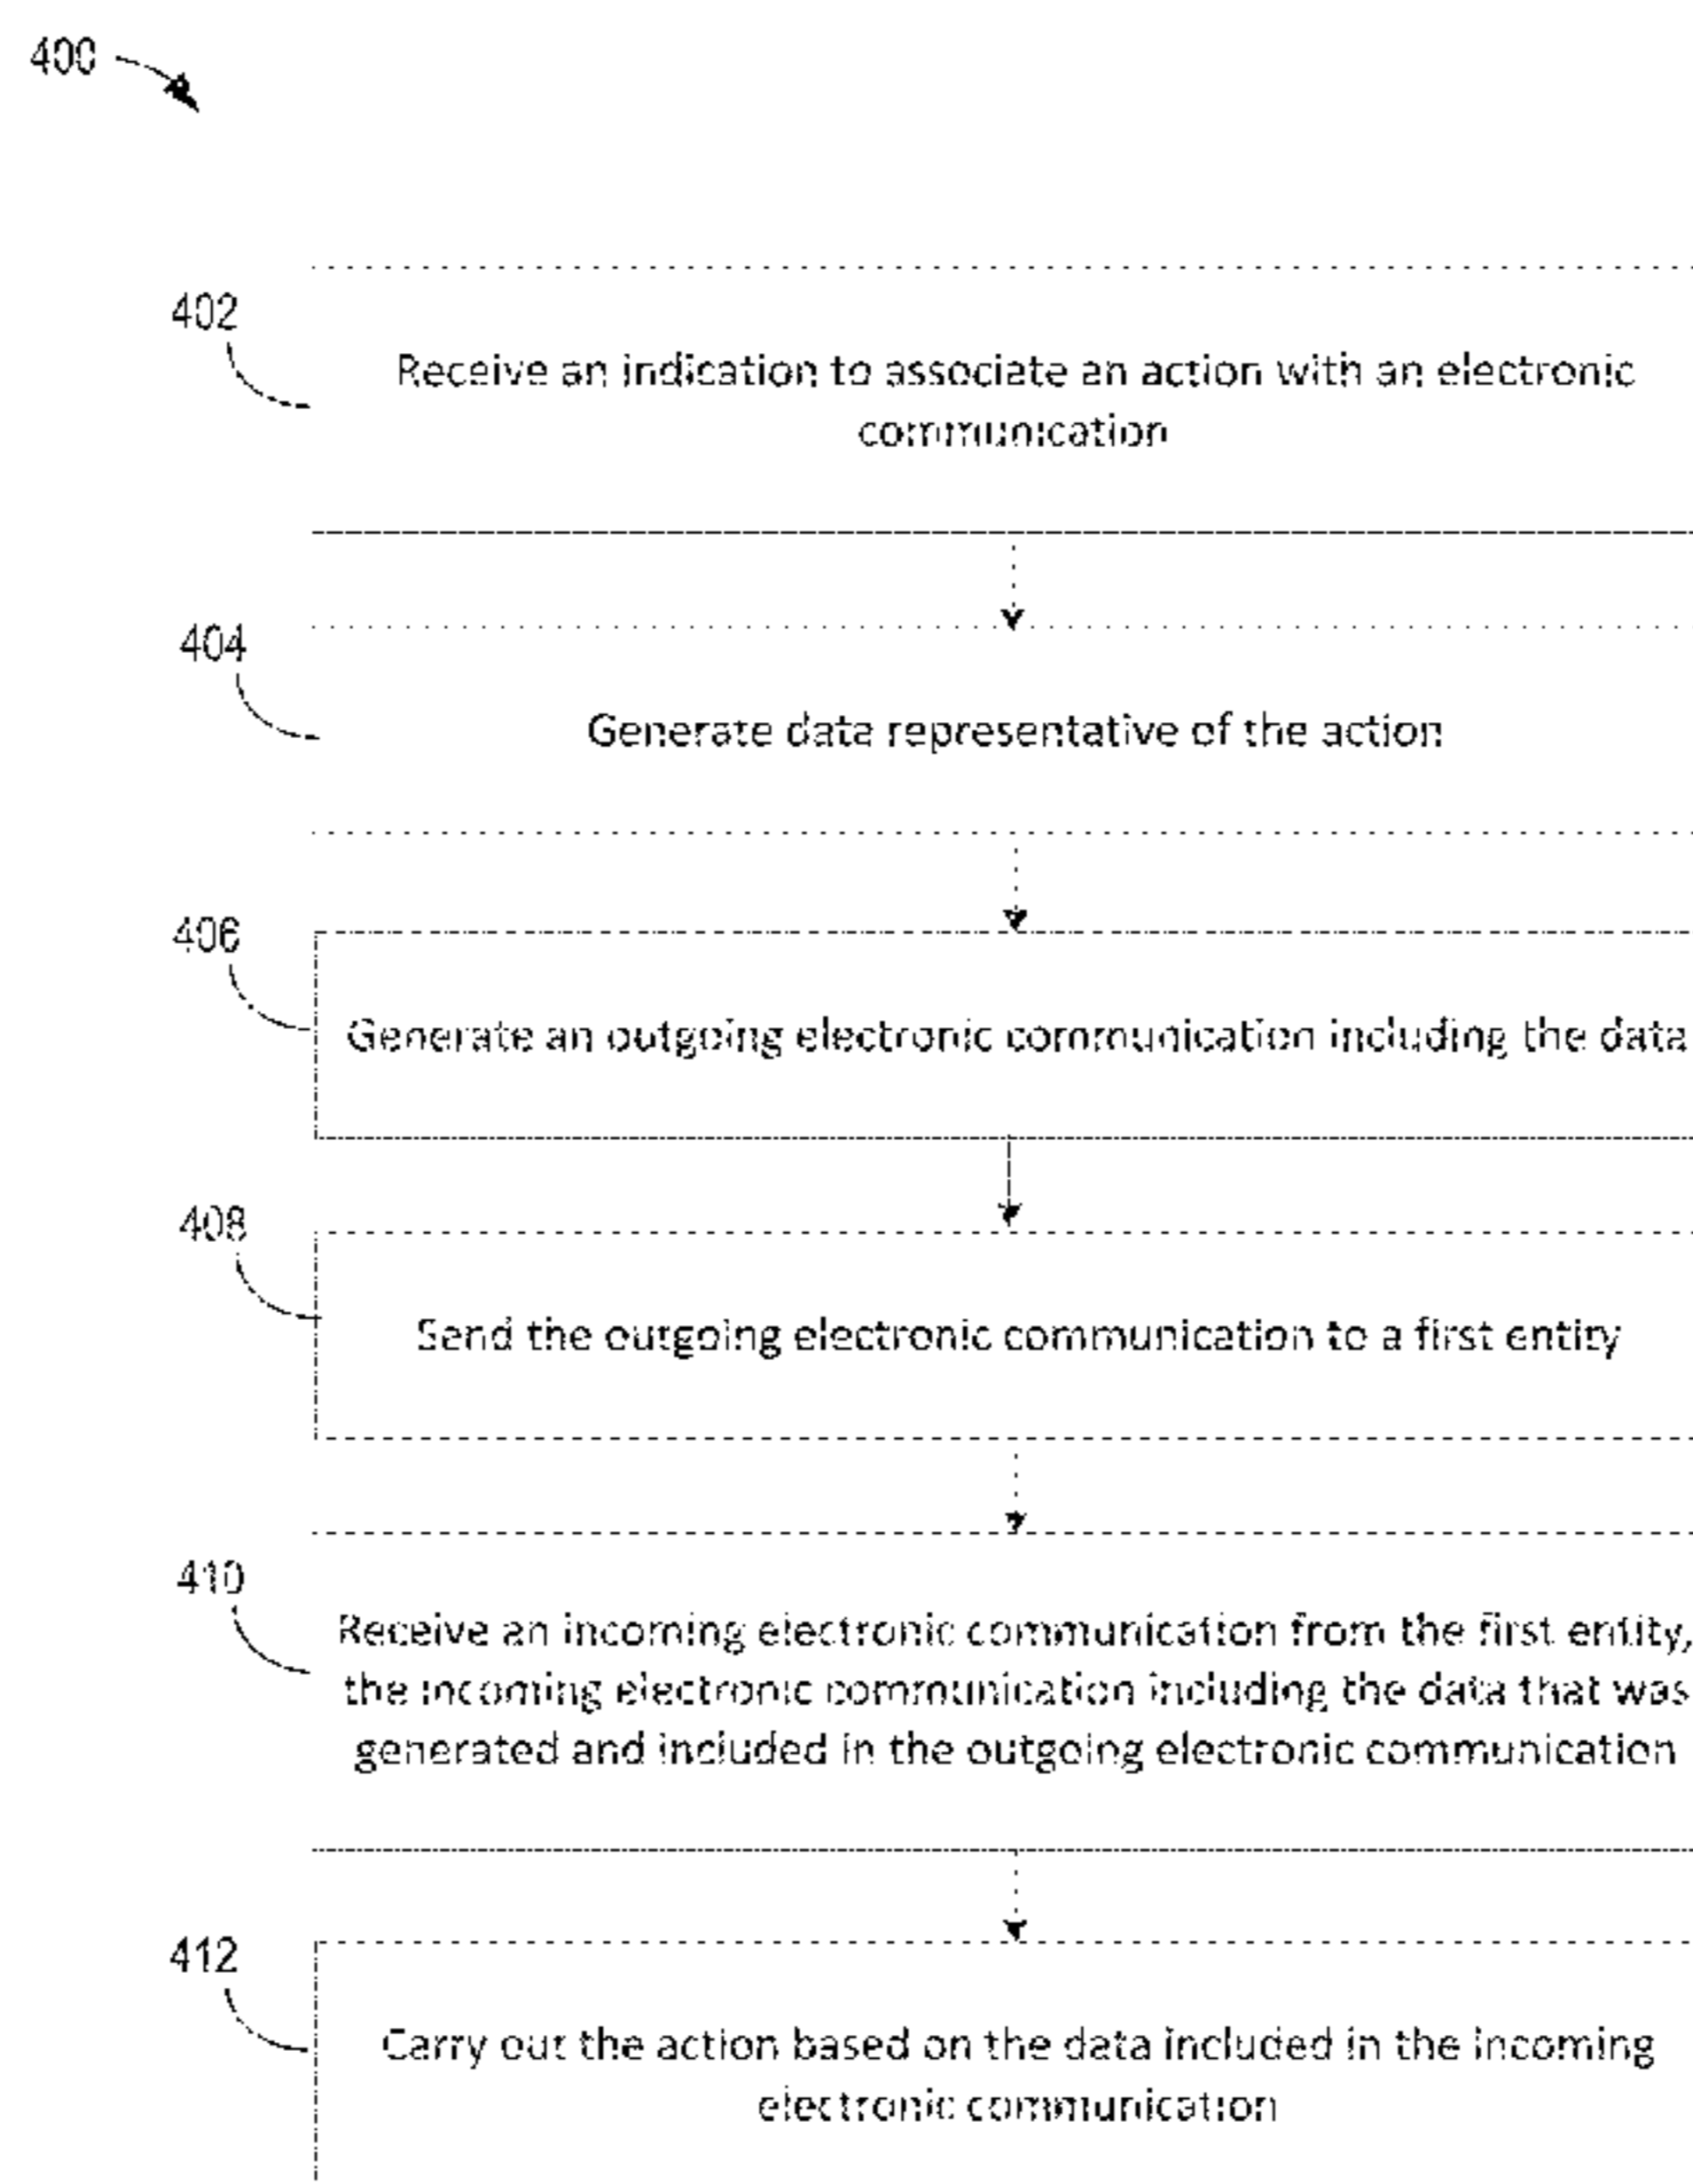 400
402
Receive an indication to associate an action with an electronic
communication
404
Generate data representative of the action
406
Generate an outgoing electronic communication including the data
408
Send the outgoing electronic communication to a first entity
410
Receive an incoming electronic communication from the first entity,
the incoming electronic communication including the data that was
generated and included in the outgoing electronic communication
412
Carry out the action based on the data included in the incoming
electronic communication